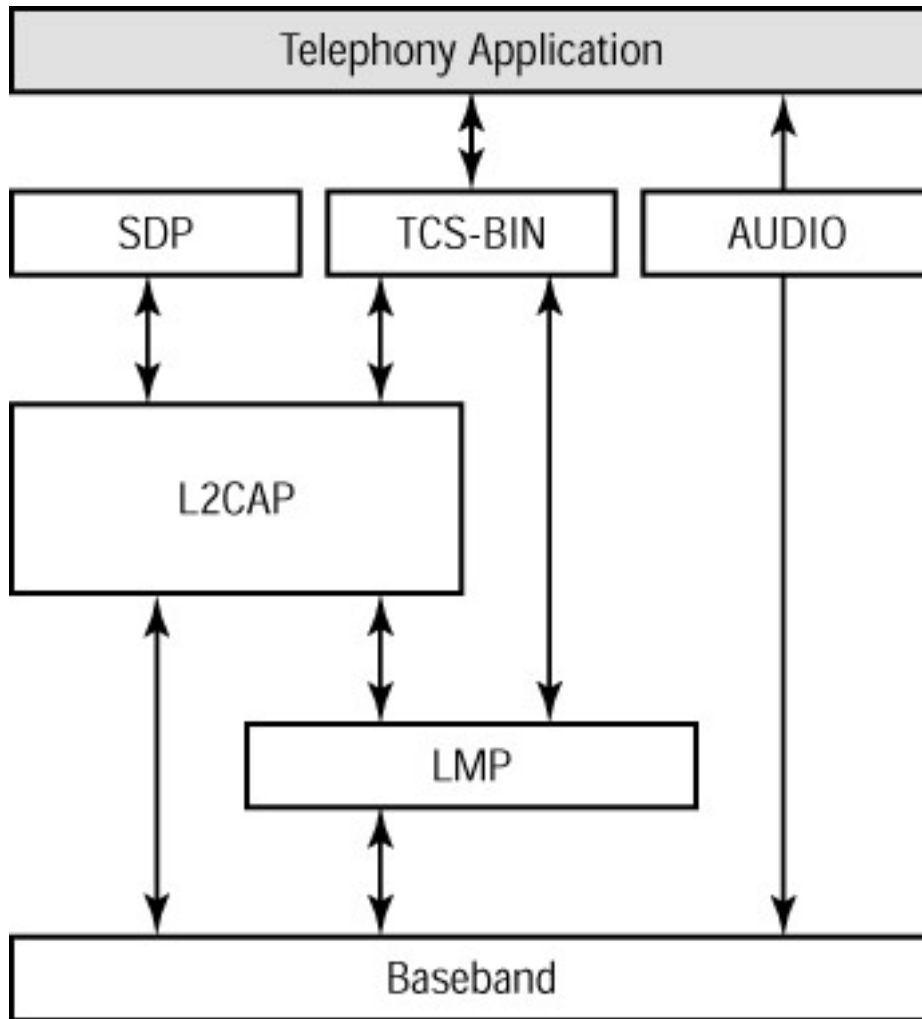 Telephony Application
SDP
TCS-BIN
AUDIO
L2CAP
LMP
Baseband